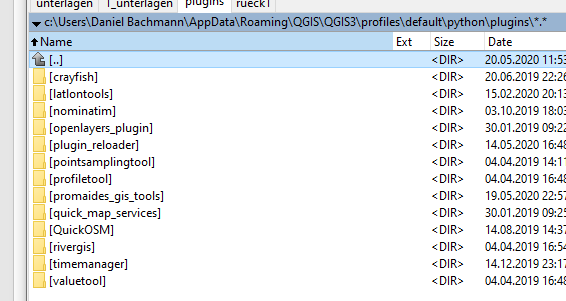 unterlagen 1_unterlagen plugins rueck1
c:\Users\Daniel Bachmann\AppData\Roaming\QGIS\QGIS3\profiles\default\python\plugins\*.*
Name Ext Size Date
[..] <DIR> 20.05.2020 11:53
[crayfish] <DIR> 20.06.2019 22:26
[latlontools] <DIR> 15.02.2020 20:13
[nominatim] <DIR> 03.10.2019 18:03
[openlayers_plugin] <DIR> 30.01.2019 09:22
[plugin_reloader] <DIR> 14.05.2020 16:48
[pointsamplingtool] <DIR> 04.04.2019 14:11
[profiletool] <DIR> 04.04.2019 16:48
[promaides_gis_tools] <DIR> 19.05.2020 22:57
[quick_map_services] <DIR> 30.01.2019 09:25
[QuickOSM] <DIR> 14.08.2019 14:37
[rivergis] <DIR> 04.04.2019 16:54
[timemanager] <DIR> 14.12.2019 23:17
[valuetool] <DIR> 04.04.2019 16:48